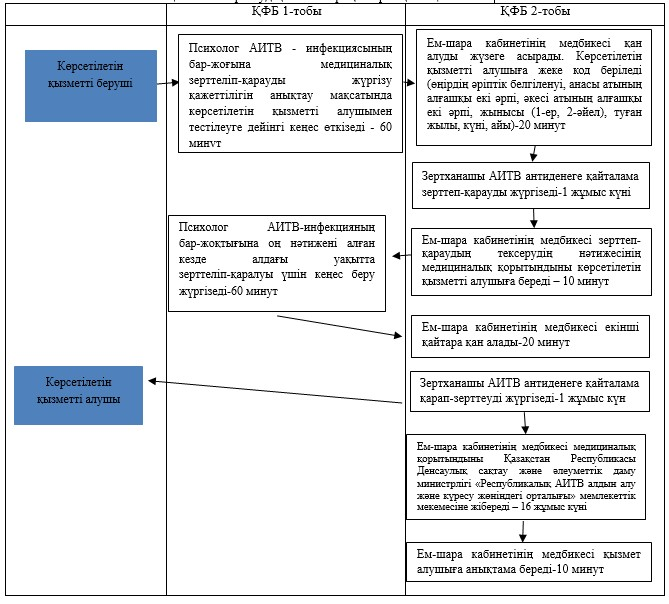 ҚФБ 1-тобы
ҚФБ 2-тобы
Көрсетілетін
қызметті беруші
Психолог АИТВ - инфекциясының
бар-жоғына медициналық
зерттеліп-қарауды жүргізу
қажеттілігін анықтау мақсатында
көрсетілетін қызметті алушымен
тестілеуге дейінгі кеңес өткізеді - 60
минут
Ем-шара кабинетінің медбикесі қан
алуды жүзеге асырады. Көрсетілетін
қызметті алушыға жеке код беріледі
(өңірдің әріптік белгіленуі, анасы атының
алғашқы екі әрпі, әкесі атының алғашқы
екі әрпі, жынысы (1-ер, 2-әйел), туған
жылы, күні, айы)-20 минут
Зертханашы АИТВ антиденеге қайталама
зерттеп-қарауды жүргізеді-1 жұмыс күні
Психолог АИТВ-инфекцияның
бар-жоқтығына оң нәтижені алған
кезде алдағы уақытта
зерттеліп-қаралуы үшін кеңес беру
жүргізеді-60 минут
Ем-шара кабинетінің медбикесі зерттеп-
қараудың тексерудің нәтижесінің
медициналық қорытындыны көрсетілетін
қызметті алушыға береді – 10 минут
Ем-шара кабинетінің медбикесі екінші
қайтара қан алады-20 минут
Көрсетілетін
қызметті алушы
Зертханашы АИТВ антиденеге қайталама
қарап-зерттеуді жүргізеді-1 жұмыс күн
Ем-шара кабинетінің медбикесі медициналық
қорытындыны Қазақстан Республикасы
Денсаулық сақтау және әлеуметтік даму
министрлігі «Республикалық АИТВ алдын алу
және күресу жөніндегі орталығы» мемлекеттік
мекемесіне жібереді – 16 жұмыс күні
Ем-шара кабинетінің медбикесі қызмет
алушыға анықтама береді-10 минут